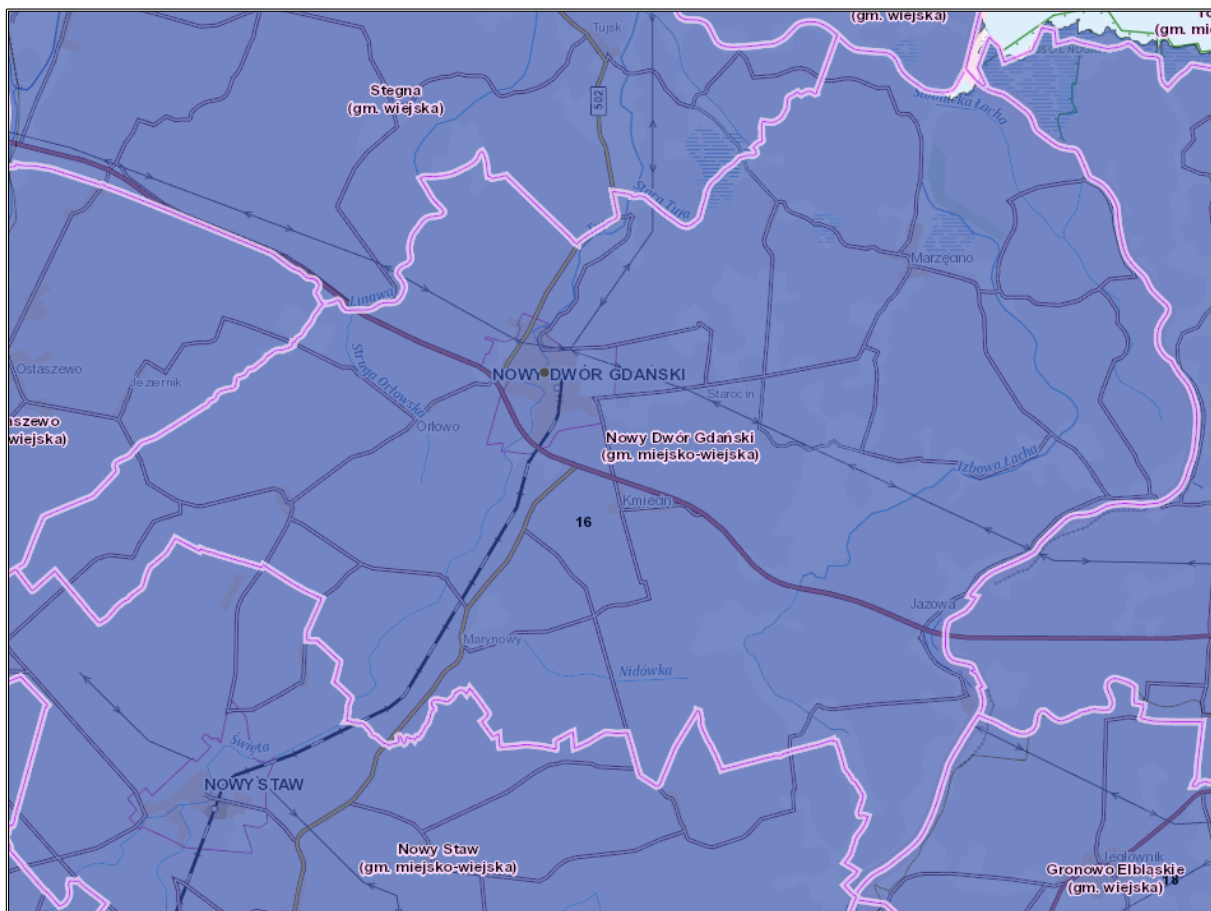 Tujsk
(gm. wiejska)
(gm. mie
Stegna
(gm. wiejska)
502
Łacha
Stara Tuja
Marzęcino
Linawa
Struga Orłowska
Ostaszewo
Jeziernik
NOWY DWÓR GDAŃSKI
Starocin
nszewo
wiejska)
Orłowo
Nowy Dwór Gdański
(gm. miejsko-wiejska)
Izbowa Łacha
Kmiecin
16
Jazowa
Marynowy
Nidówka
Święta
NOWY STAW
Nowy Staw
(gm. miejsko-wiejska)
Jegłownik
Gronowo Elbląskie
(gm. wiejska)
18